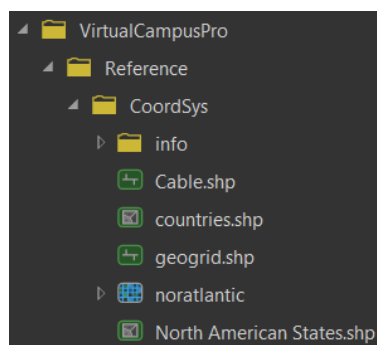 VirtualCampusPro
Reference
CoordSys
info
Cable.shp
countries.shp
geogrid.shp
noratlantic
North American States.shp